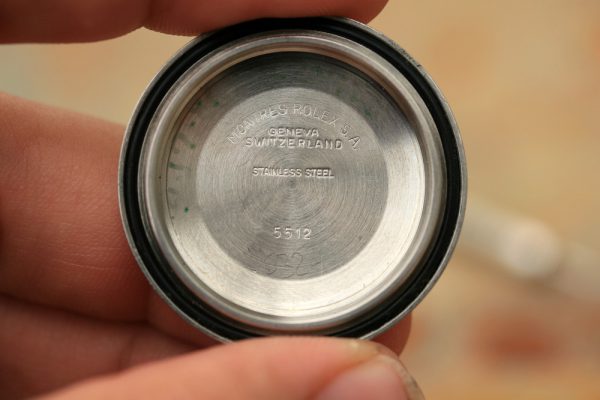 MONTRES ROLEX S.A.
GENEVA
SWITZERLAND
STAINLESS STEEL
5512